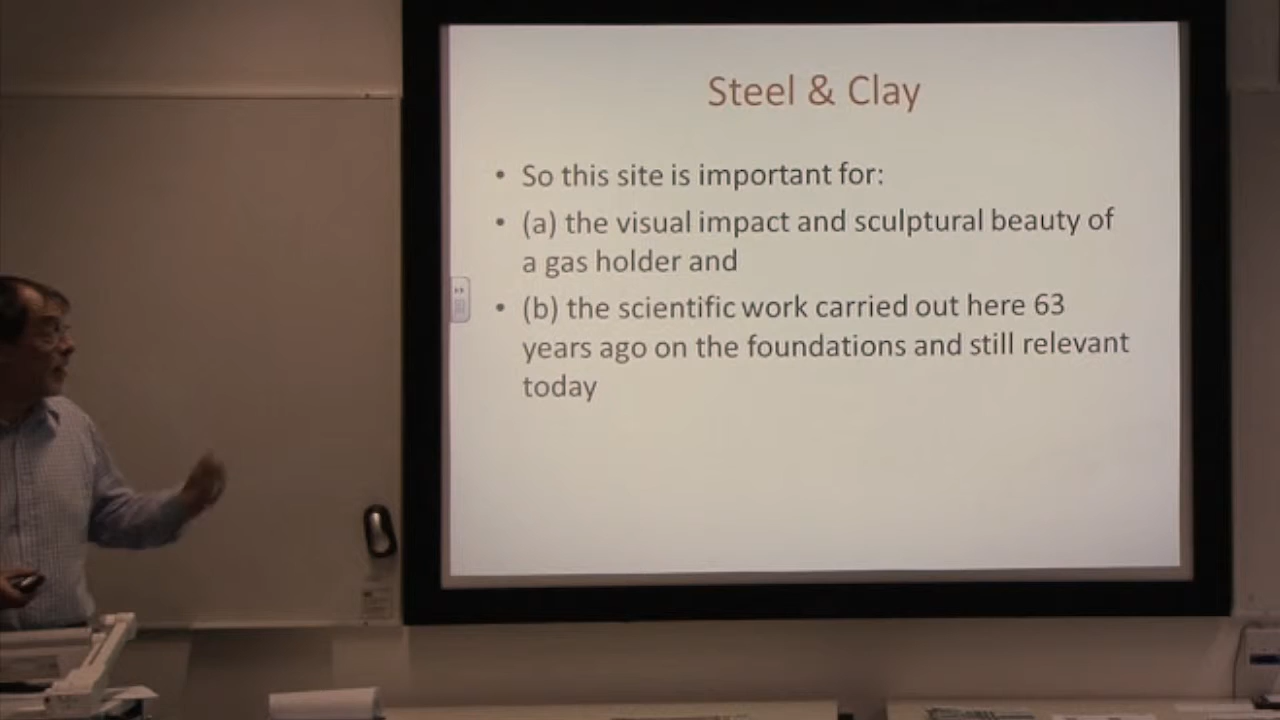 Steel & Clay
• So this site is important for:
• (a) the visual impact and sculptural beauty of
a gas holder and
• (b) the scientific work carried out here 63
years ago on the foundations and still relevant
today